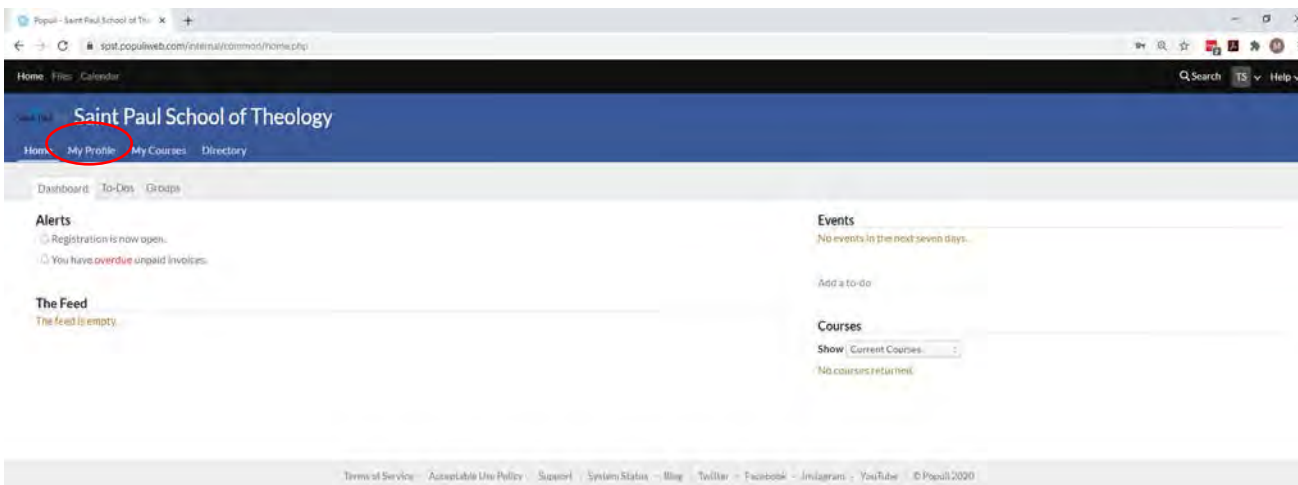 Populi - Saint Paul School of Th
spst.populiweb.com/internal/common/home.php
Home Files Calendar
Search TS Help
Saint Paul School of Theology
Home My Profile My Courses Directory
Dashboard To-Dos Groups
Alerts
Registration is now open.
You have overdue unpaid invoices.
The Feed
The feed is empty.
Events
No events in the next seven days.
Add a to-do
Courses
Show Current Courses
No courses returned.
Terms of Service - Acceptable Use Policy - Support - System Status - Blog - Twitter - Facebook - Instagram - YouTube - © Populi 2020